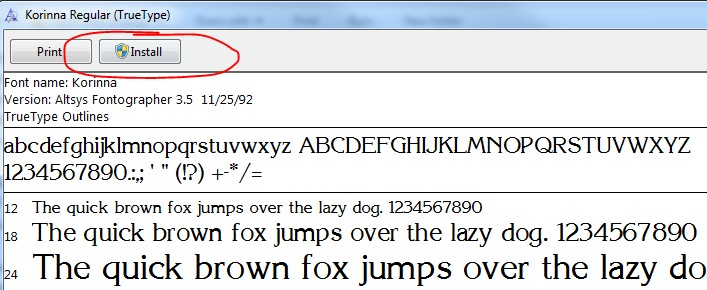 Korinna Regular (TrueType)
Print Install
Font name: Korinna
Version: Altsys Fontographer 3.5 11/25/92
TrueType Outlines
abcdefghijklmnopqrstuvwxyz ABCDEFGHIJKLMNOPQRSTUVWXYZ
1234567890.:,; ' " (!?) +-*/=
12 The quick brown fox jumps over the lazy dog. 1234567890
18 The quick brown fox jumps over the lazy dog. 1234567890
24 The quick brown fox jumps over the lazy do